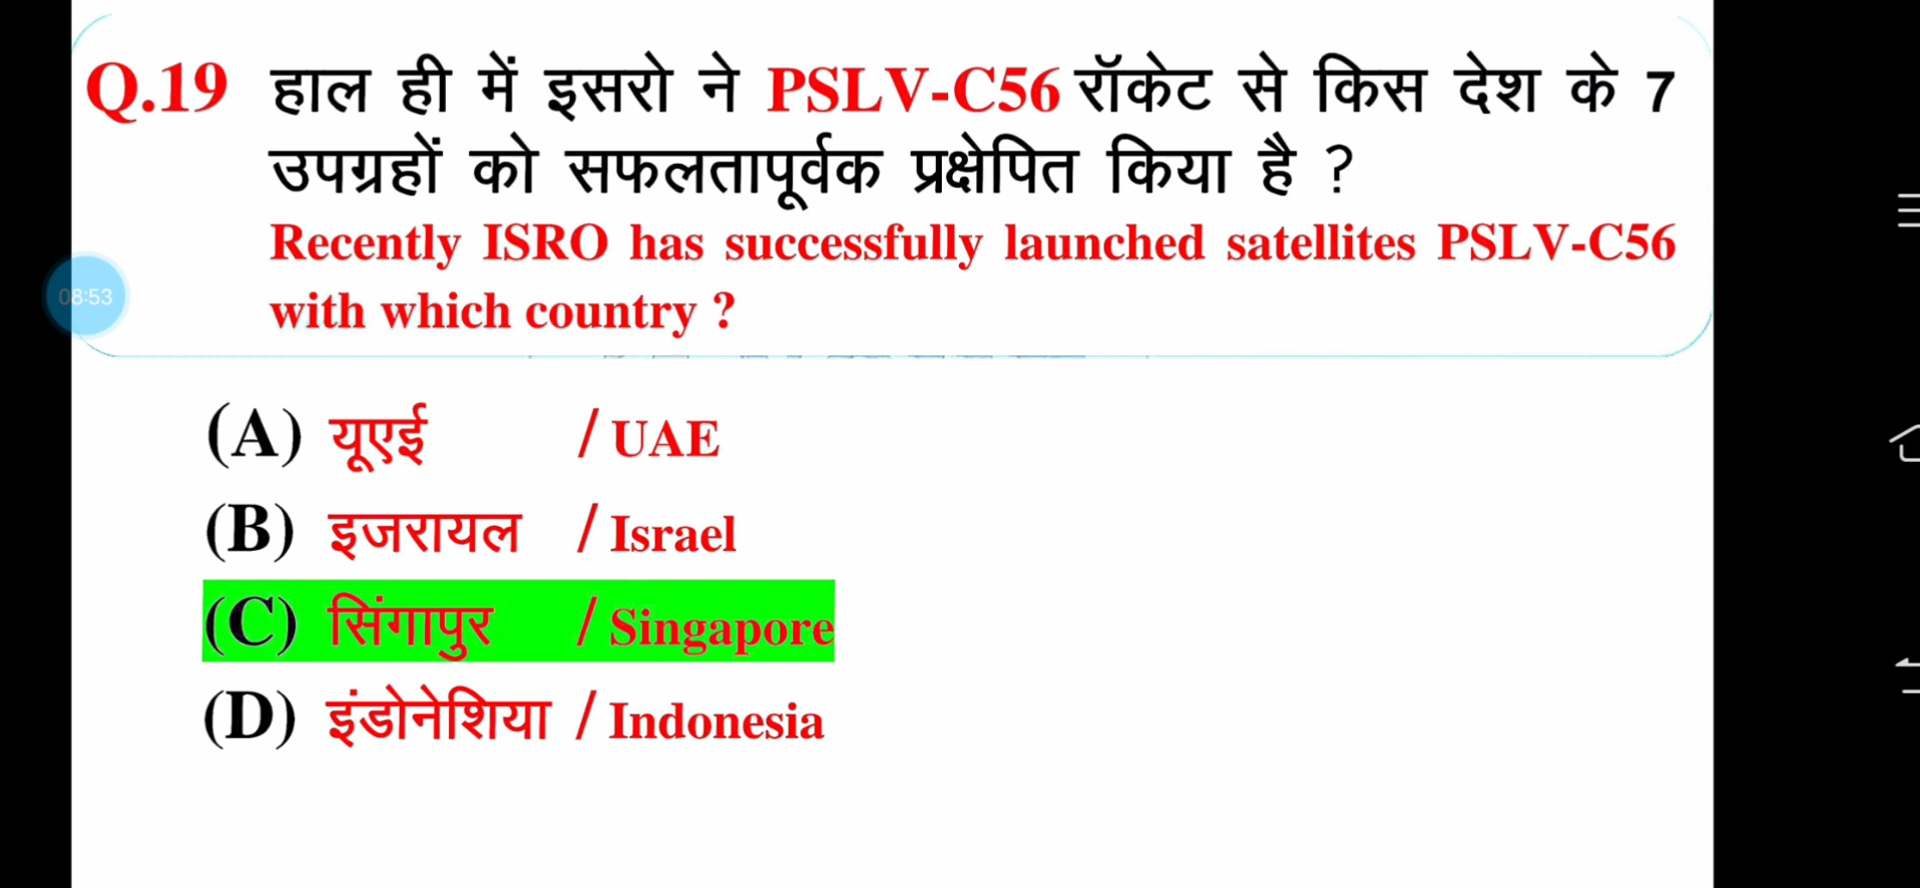 Q.19 हाल ही में इसरो ने PSLV-C56 रॉकेट से किस देश के 7
उपग्रहों को सफलतापूर्वक प्रक्षेपित किया है ?
Recently ISRO has successfully launched satellites PSLV-C56
08:53
with which country ?
(A) यूएई / UAE
(B) इजरायल / Israel
(C) सिंगापुर / Singapore
(D) इंडोनेशिया / Indonesia